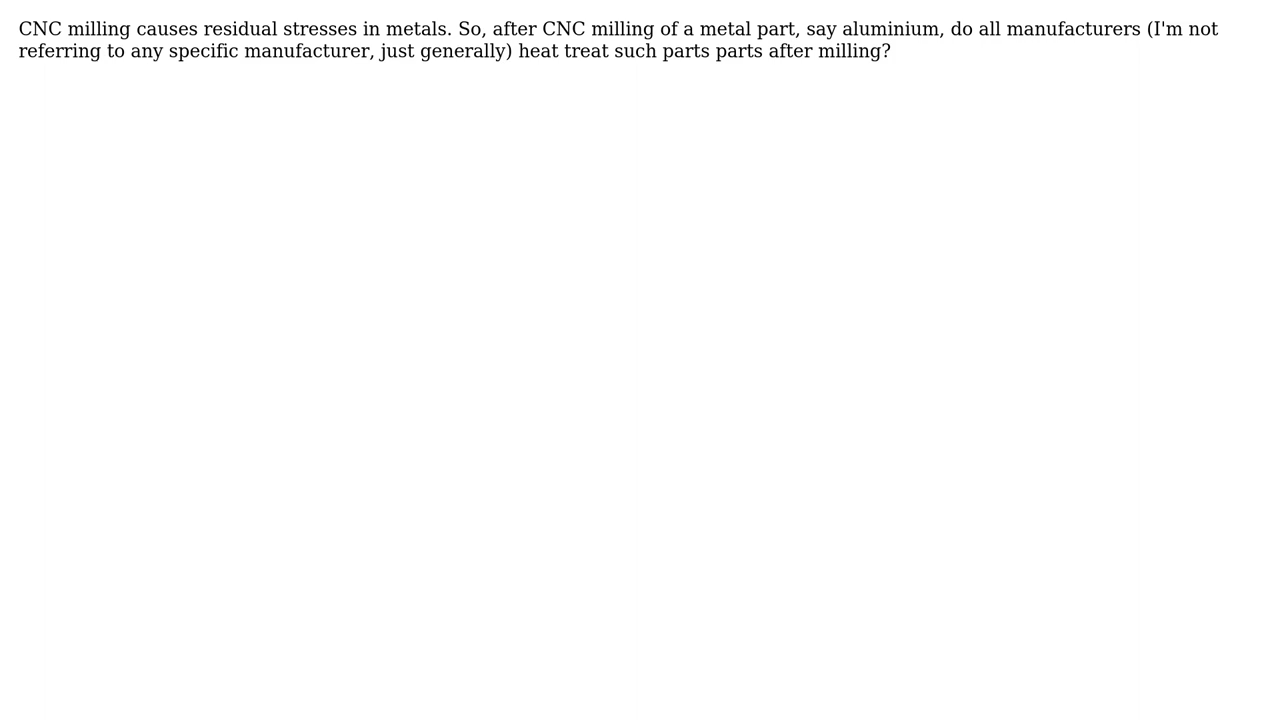 CNC milling causes residual stresses in metals. So, after CNC milling of a metal part, say aluminium, do all manufacturers (I'm not
referring to any specific manufacturer, just generally) heat treat such parts parts after milling?